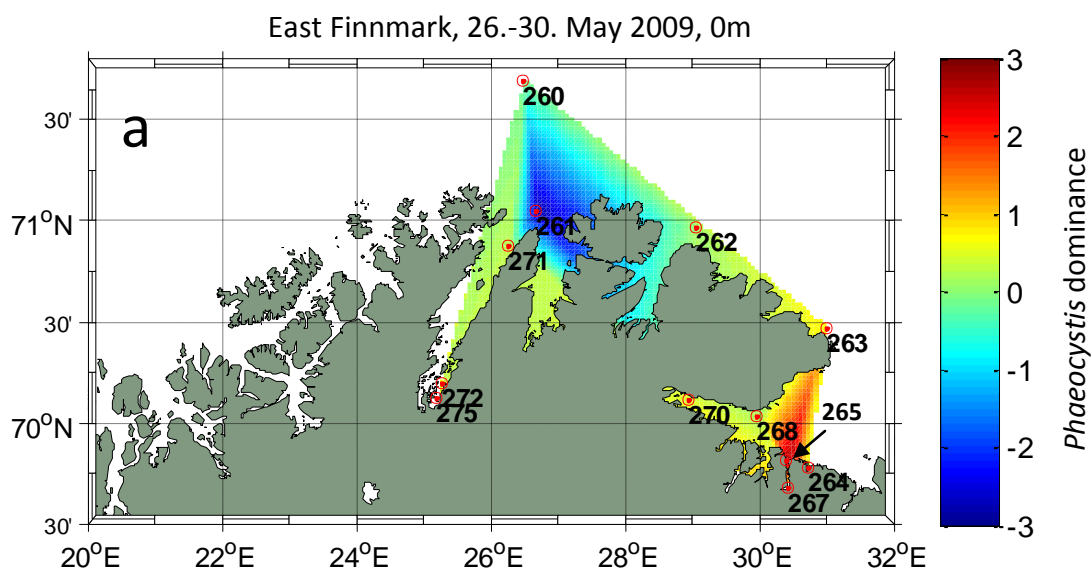 East Finnmark, 26.-30. May 2009, 0m
a
260
30'
71°N
261
262
271
30'
263
272
275
270
265
268
70°N
264
267
30'
20°E
22°E
24°E
26°E
28°E
30°E
32°E
3
2
1
0
-1
-2
-3
Phaeocystis dominance